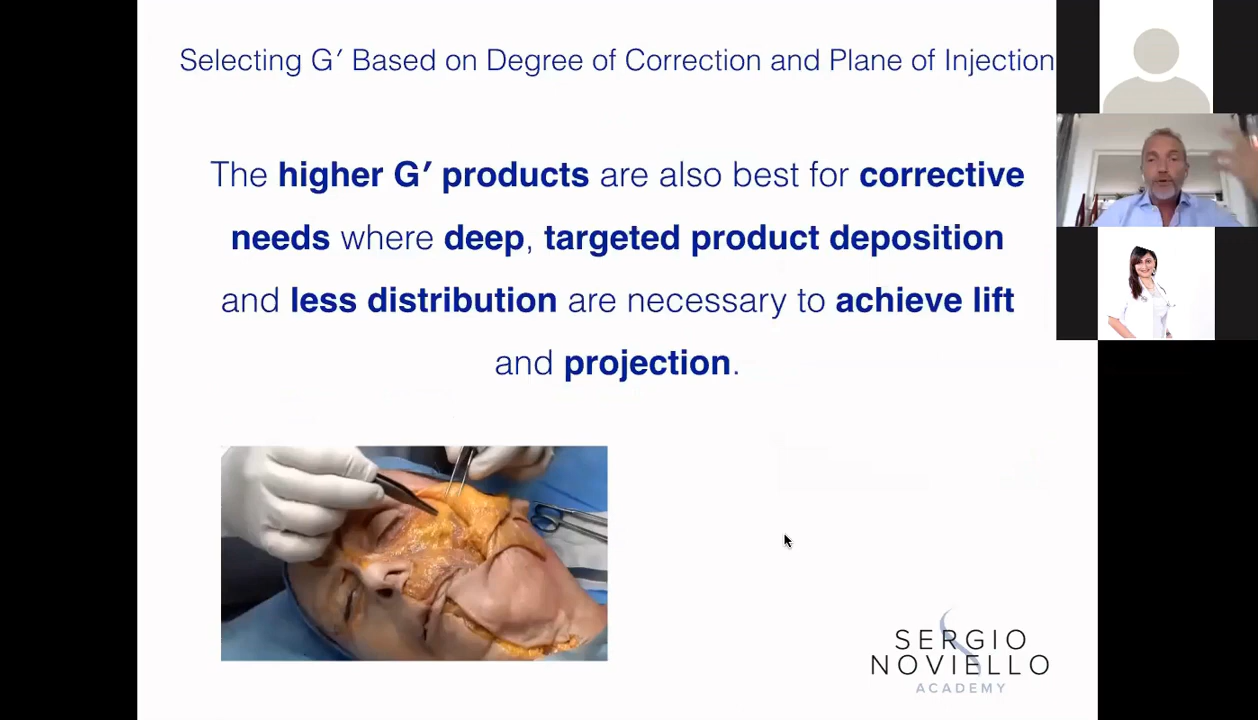 Selecting G′ Based on Degree of Correction and Plane of Injection
The higher G′ products are also best for corrective
needs where deep, targeted product deposition
and less distribution are necessary to achieve lift
and projection.
SERGIO
NOVIELLO
ACADEMY